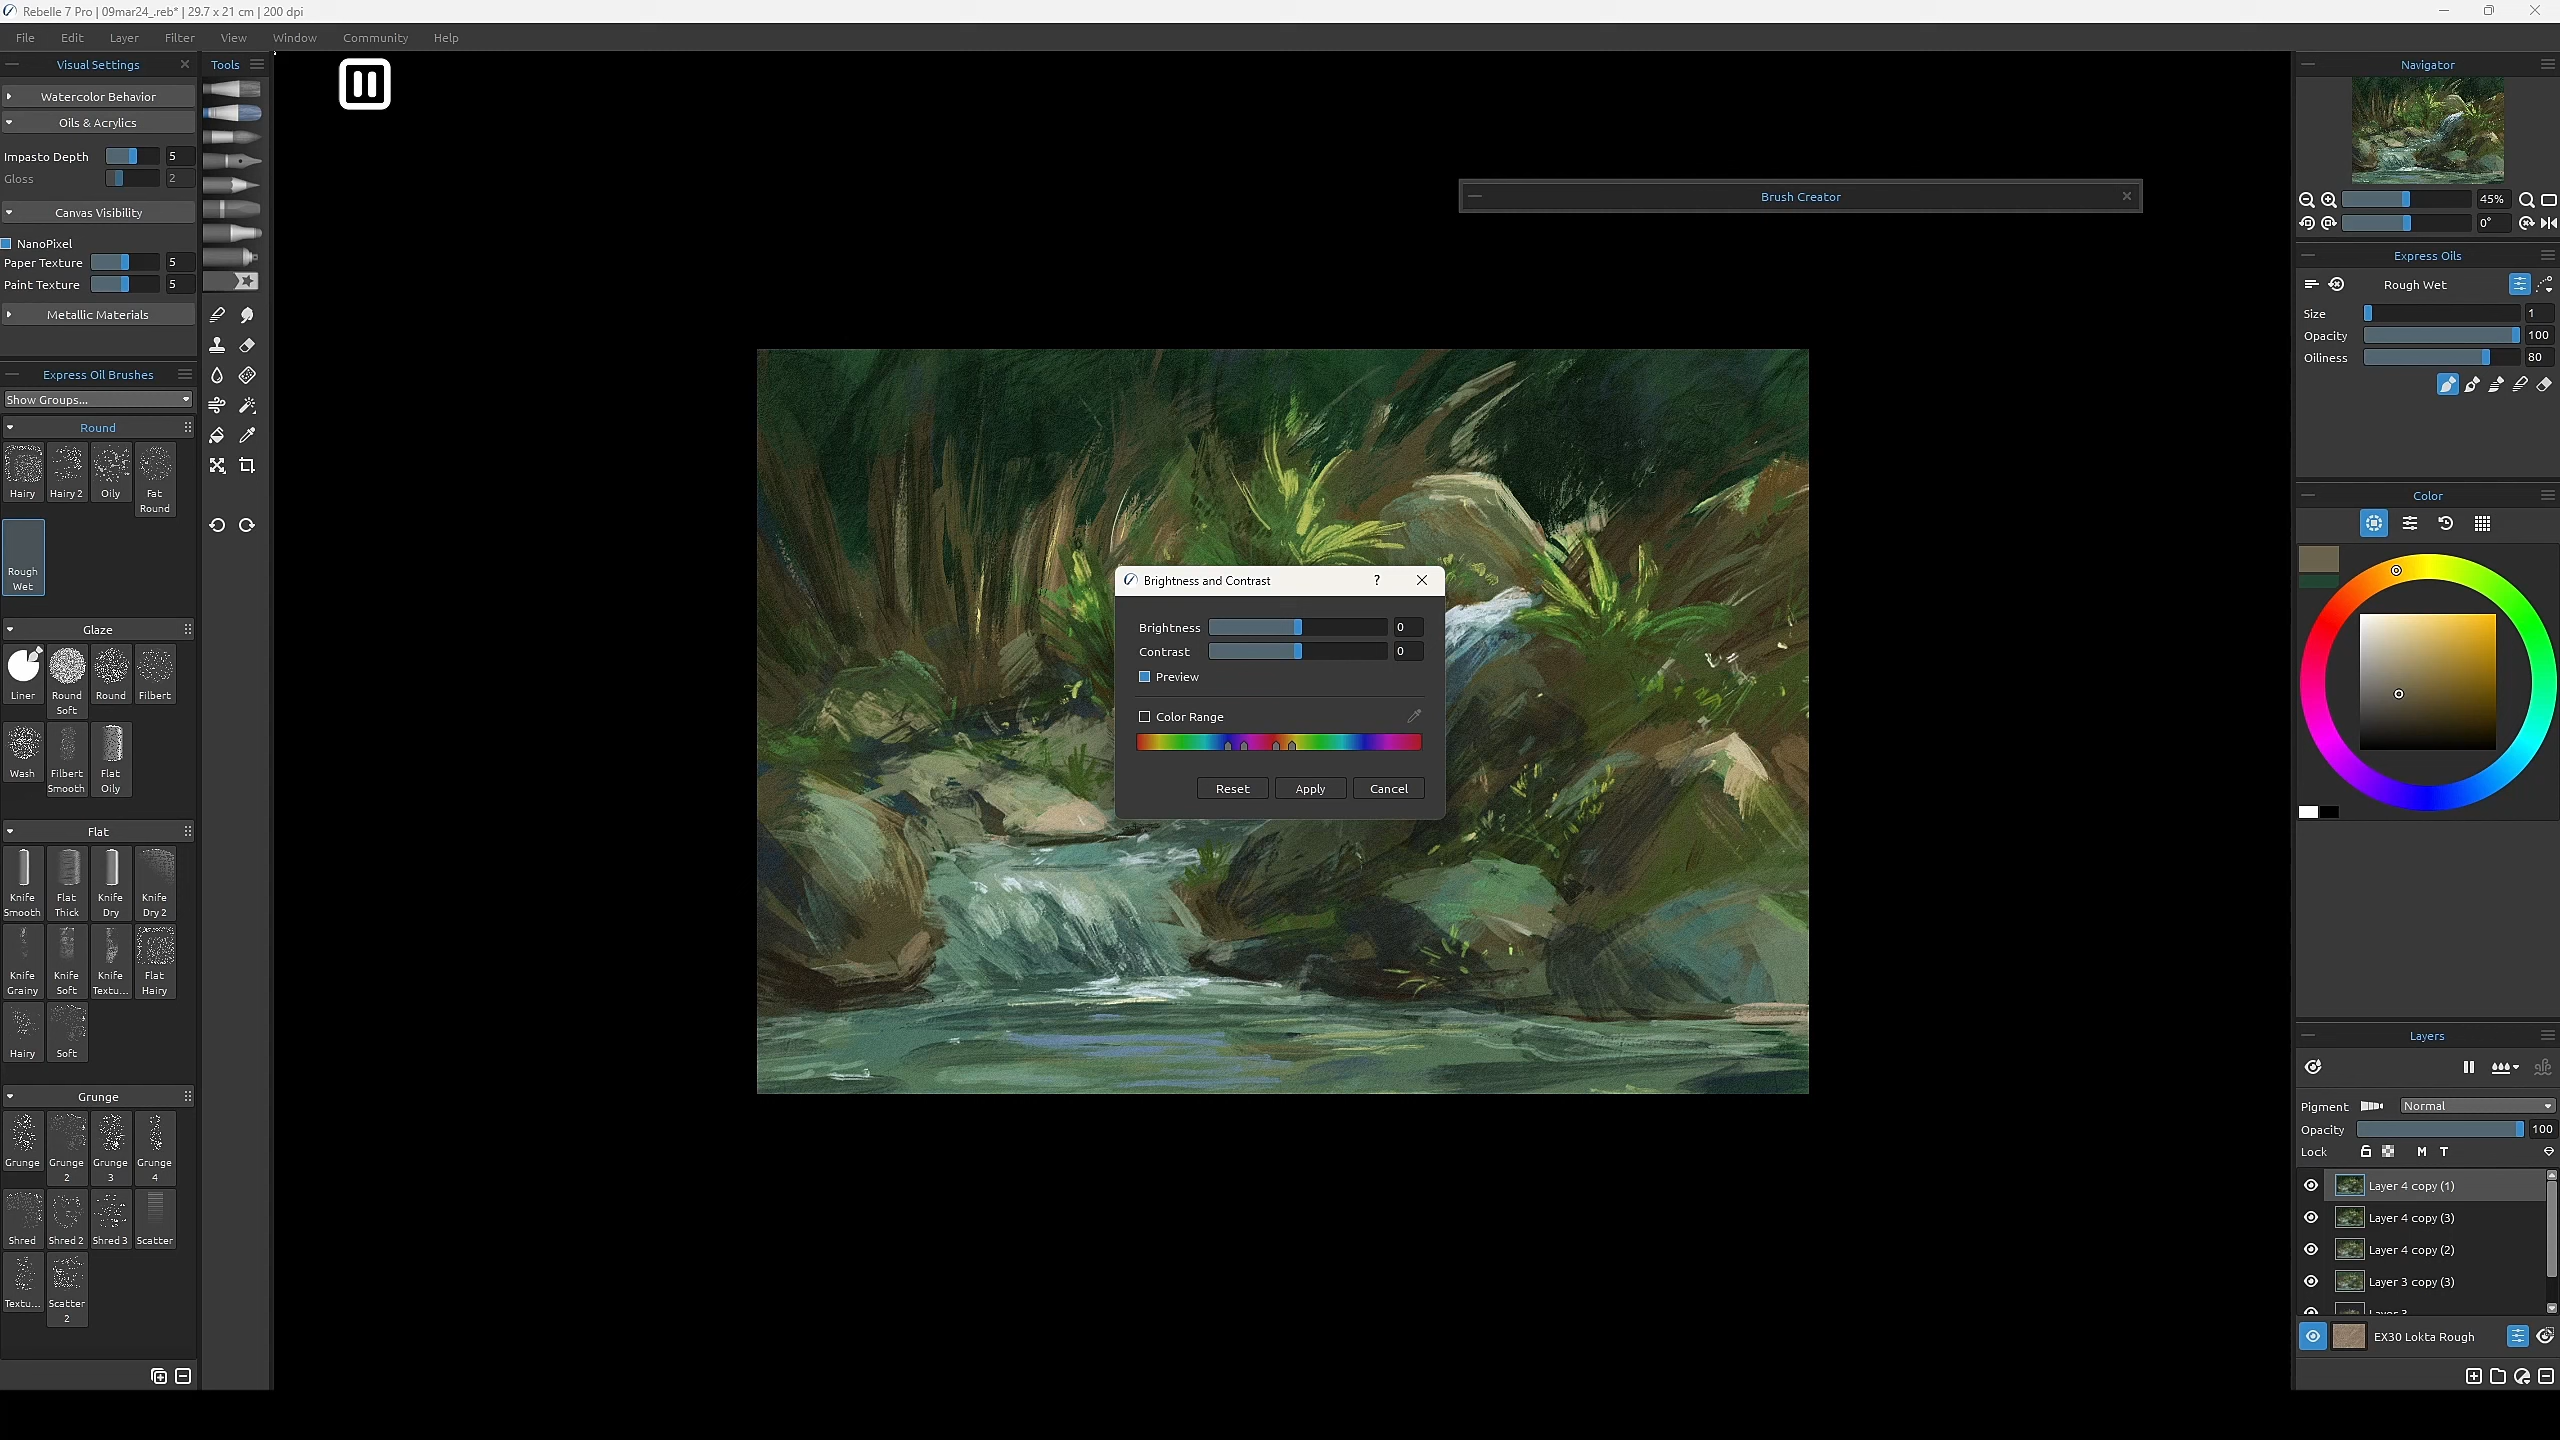 Rebelle 7 Pro | 09mar24_.reb* | 29.7 x 21 cm | 200 dpi
File Edit Layer Filter View Window Community Help
Visual Settings
Watercolor Behavior
Oils & Acrylics
Impasto Depth 5
Gloss 2
Canvas Visibility
NanoPixel
Paper Texture 5
Paint Texture 5
Metallic Materials
Express Oil Brushes
Show Groups...
Round
Hairy Hairy 2 Oily Fat Round
Rough Wet
Glaze
Liner Round Soft Round Filbert
Wash Filbert Smooth Flat Oily
Flat
Knife Smooth Flat Thick Knife Dry Knife Dry 2
Knife Grainy Knife Soft Knife Textu... Flat Hairy
Hairy Soft
Grunge
Grunge Grunge 2 Grunge 3 Grunge 4
Shred Shred 2 Shred 3 Scatter
Textu... Scatter 2
Tools
Brush Creator
Brightness and Contrast ?
Brightness 0
Contrast 0
Preview
Color Range
Reset Apply Cancel
Navigator
45%
0°
Express Oils
Rough Wet
Size 1
Opacity 100
Oiliness 80
Color
Layers
Pigment Normal
Opacity 100
Lock M T
Layer 4 copy (1)
Layer 4 copy (3)
Layer 4 copy (2)
Layer 3 copy (3)
EX30 Lokta Rough